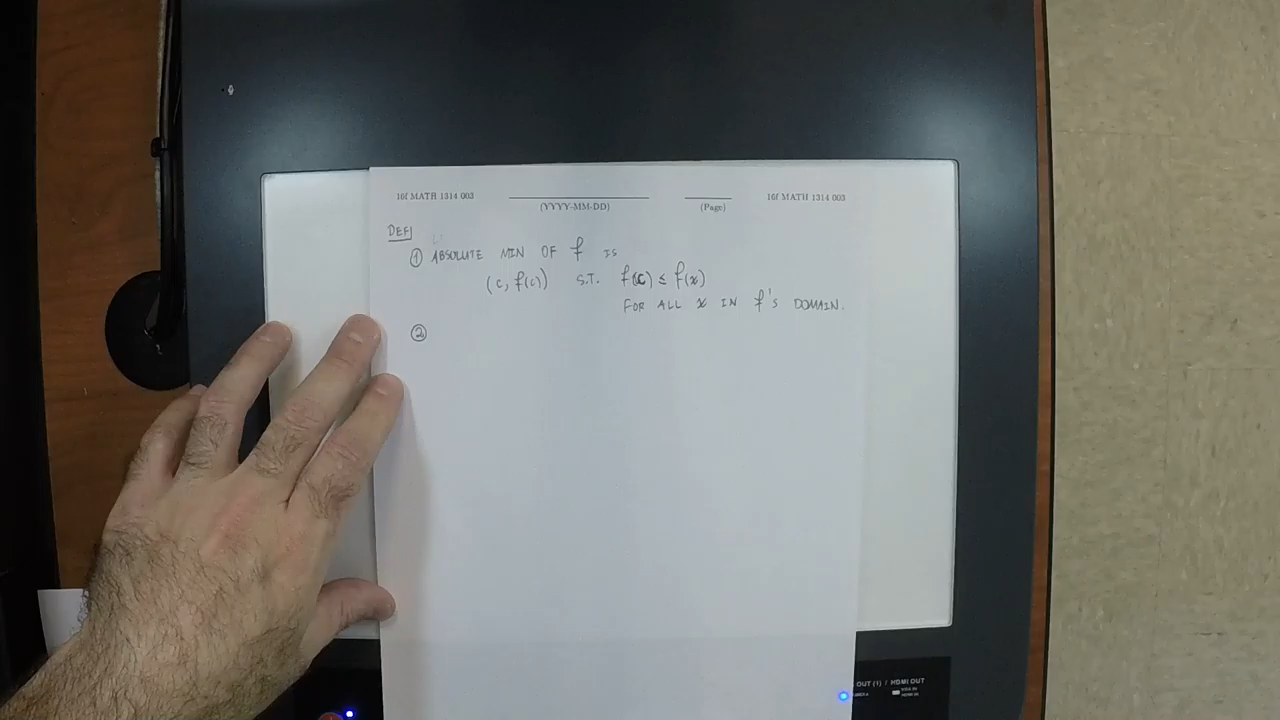 16f MATH 1314 003 (YYYY-MM-DD) (Page) 16f MATH 1314 003
DEF)
① ABSOLUTE MIN OF f IS
(c, f(c)) S.T. f(c) ≤ f(x)
FOR ALL x IN f'S DOMAIN.
②
OUT (1) / HDMI OUT